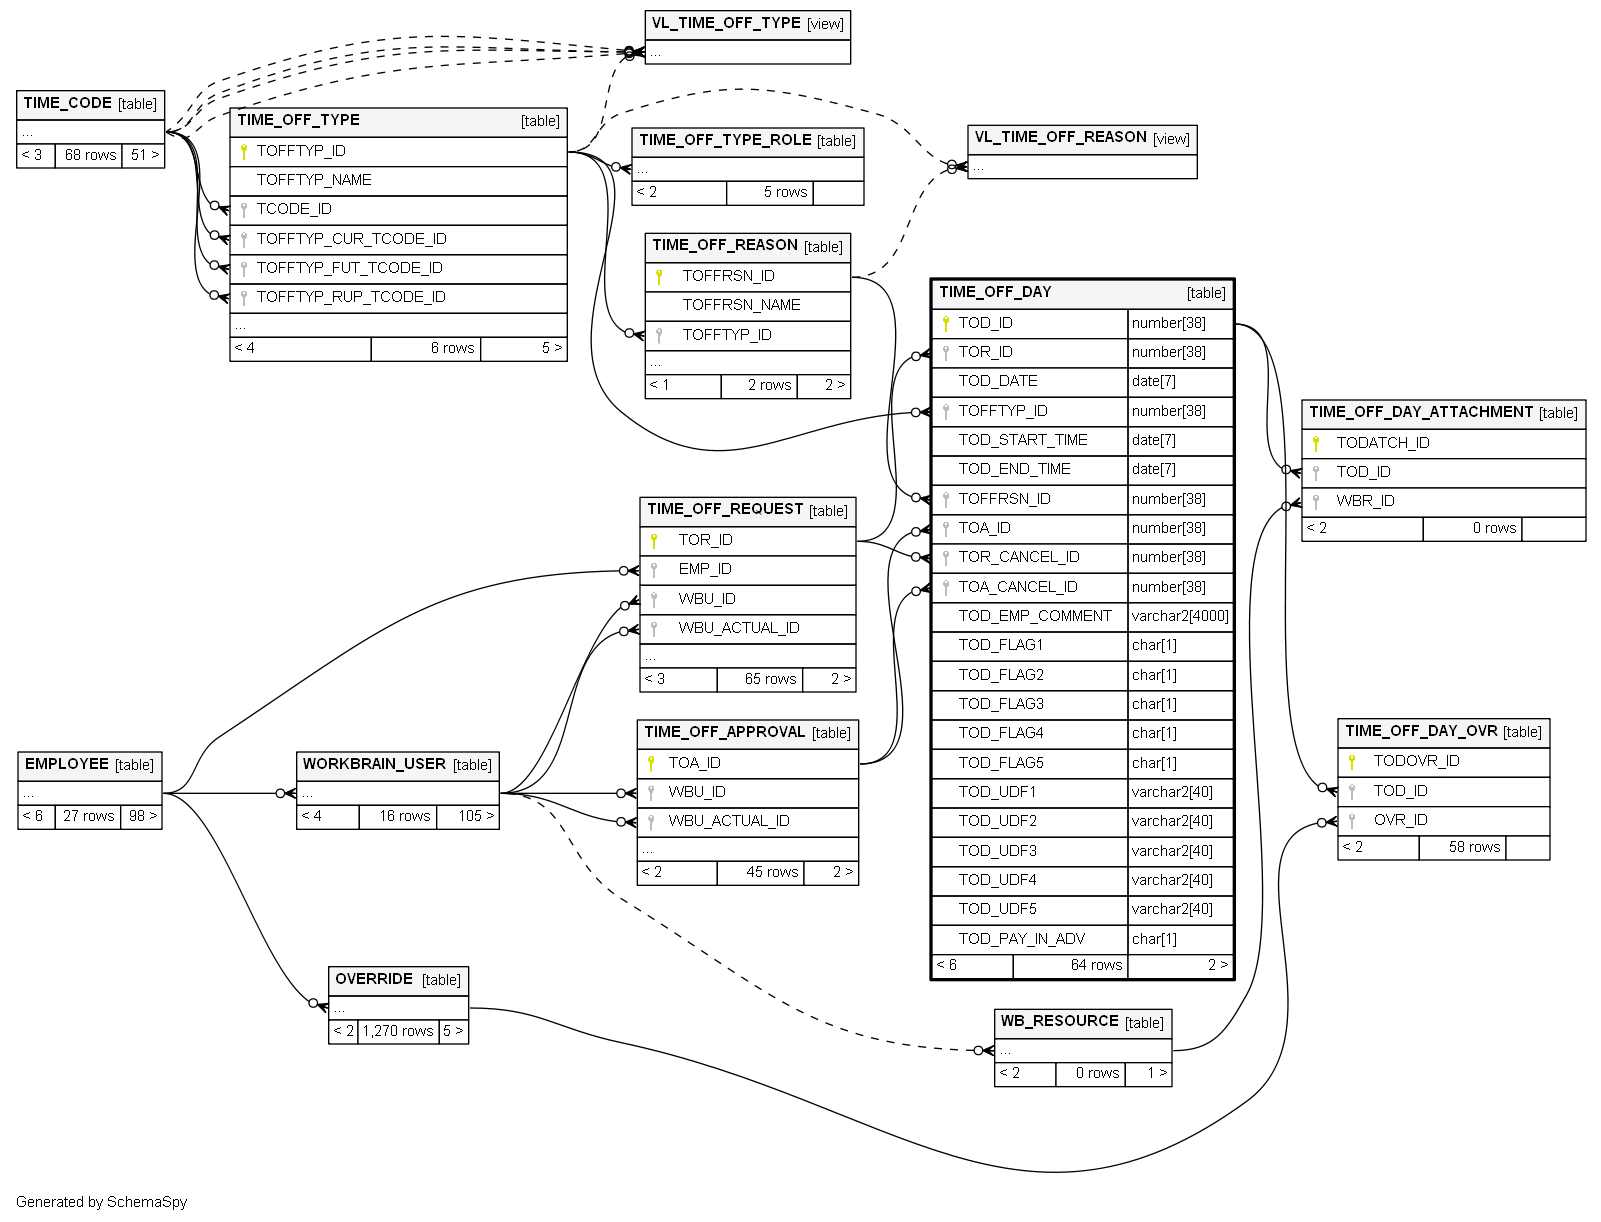 VL_TIME_OFF_TYPE [view]
...
TIME_CODE [table]
...
< 3 68 rows 51 >
TIME_OFF_TYPE [table]
TOFFTYP_ID
TOFFTYP_NAME
TCODE_ID
TOFFTYP_CUR_TCODE_ID
TOFFTYP_FUT_TCODE_ID
TOFFTYP_RUP_TCODE_ID
...
< 4 6 rows 5 >
TIME_OFF_TYPE_ROLE [table]
...
< 2 5 rows
VL_TIME_OFF_REASON [view]
...
TIME_OFF_REASON [table]
TOFFRSN_ID
TOFFRSN_NAME
TOFFTYP_ID
...
< 1 2 rows 2 >
TIME_OFF_DAY [table]
TOD_ID number[38]
TOR_ID number[38]
TOD_DATE date[7]
TOFFTYP_ID number[38]
TOD_START_TIME date[7]
TOD_END_TIME date[7]
TOFFRSN_ID number[38]
TOA_ID number[38]
TOR_CANCEL_ID number[38]
TOA_CANCEL_ID number[38]
TOD_EMP_COMMENT varchar2[4000]
TOD_FLAG1 char[1]
TOD_FLAG2 char[1]
TOD_FLAG3 char[1]
TOD_FLAG4 char[1]
TOD_FLAG5 char[1]
TOD_UDF1 varchar2[40]
TOD_UDF2 varchar2[40]
TOD_UDF3 varchar2[40]
TOD_UDF4 varchar2[40]
TOD_UDF5 varchar2[40]
TOD_PAY_IN_ADV char[1]
< 6 64 rows 2 >
TIME_OFF_DAY_ATTACHMENT [table]
TODATCH_ID
TOD_ID
WBR_ID
< 2 0 rows
TIME_OFF_REQUEST [table]
TOR_ID
EMP_ID
WBU_ID
WBU_ACTUAL_ID
...
< 3 65 rows 2 >
TIME_OFF_APPROVAL [table]
TOA_ID
WBU_ID
WBU_ACTUAL_ID
...
< 2 45 rows 2 >
TIME_OFF_DAY_OVR [table]
TODOVR_ID
TOD_ID
OVR_ID
< 2 58 rows
EMPLOYEE [table]
...
< 6 27 rows 98 >
WORKBRAIN_USER [table]
...
< 4 16 rows 105 >
OVERRIDE [table]
...
< 2 1,270 rows 5 >
WB_RESOURCE [table]
...
< 2 0 rows 1 >
Generated by SchemaSpy